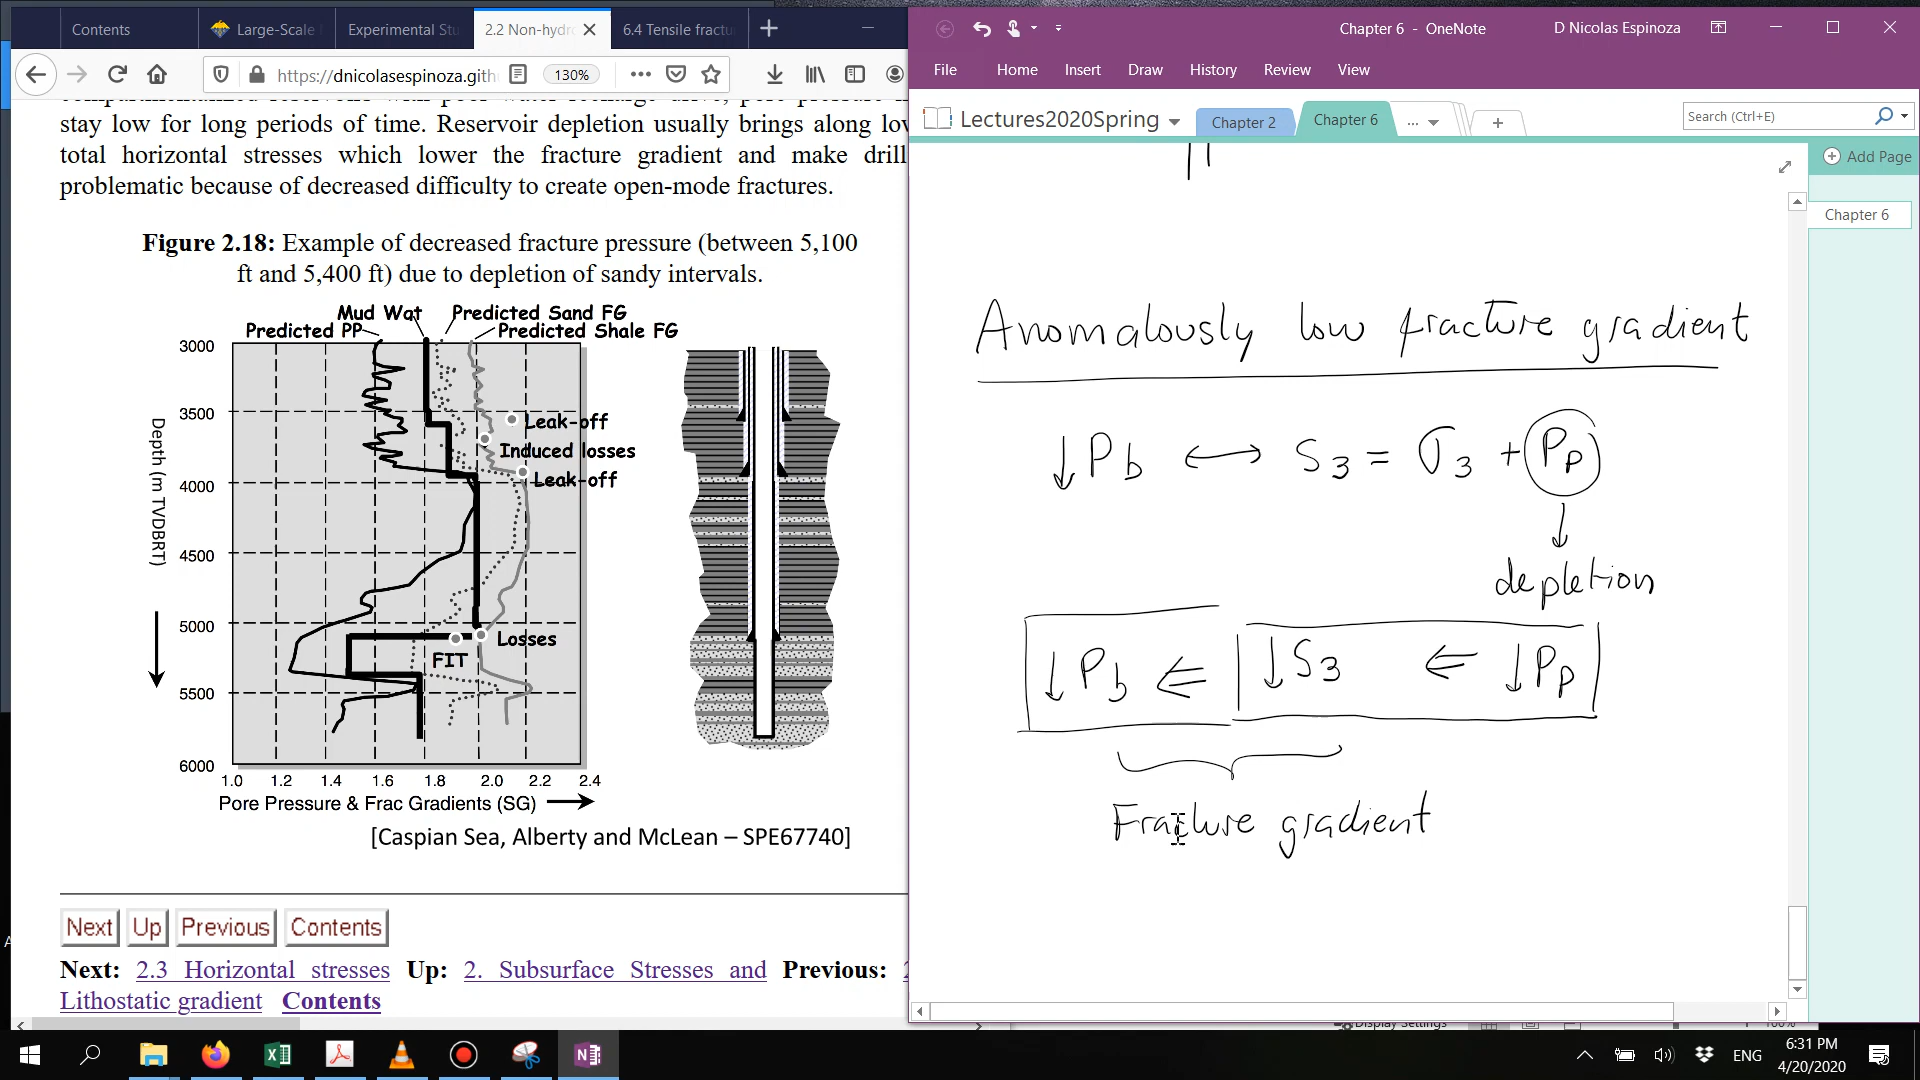 Contents
Large-Scale
Experimental Stu
2.2 Non-hydr
6.4 Tensile fractu
https://dnicolasespinoza.gith
130%
stay low for long periods of time. Reservoir depletion usually brings along low
total horizontal stresses which lower the fracture gradient and make drill
problematic because of decreased difficulty to create open-mode fractures.
Figure 2.18: Example of decreased fracture pressure (between 5,100
ft and 5,400 ft) due to depletion of sandy intervals.
Mud Wgt
Predicted Sand FG
Predicted PP
Predicted Shale FG
3000
3500
4000
4500
5000
5500
6000
Depth (m TVDBRT)
Leak-off
Induced losses
Leak-off
Losses
FIT
1.0 1.2 1.4 1.6 1.8 2.0 2.2 2.4
Pore Pressure & Frac Gradients (SG)
[Caspian Sea, Alberty and McLean – SPE67740]
Next Up Previous Contents
Next: 2.3 Horizontal stresses Up: 2. Subsurface Stresses and Previous:
Lithostatic gradient Contents
Chapter 6 - OneNote
D Nicolas Espinoza
File Home Insert Draw History Review View
Lectures2020Spring
Chapter 2
Chapter 6
...
Search (Ctrl+E)
Add Page
Chapter 6
Anomalously low fracture gradient
↓Pb ↔ S3 = σ3 + Pp
↓
depletion
↓Pb ⇐ ↓S3 ⇐ ↓Pp
Fracture gradient
Display Settings
ENG
6:31 PM
4/20/2020